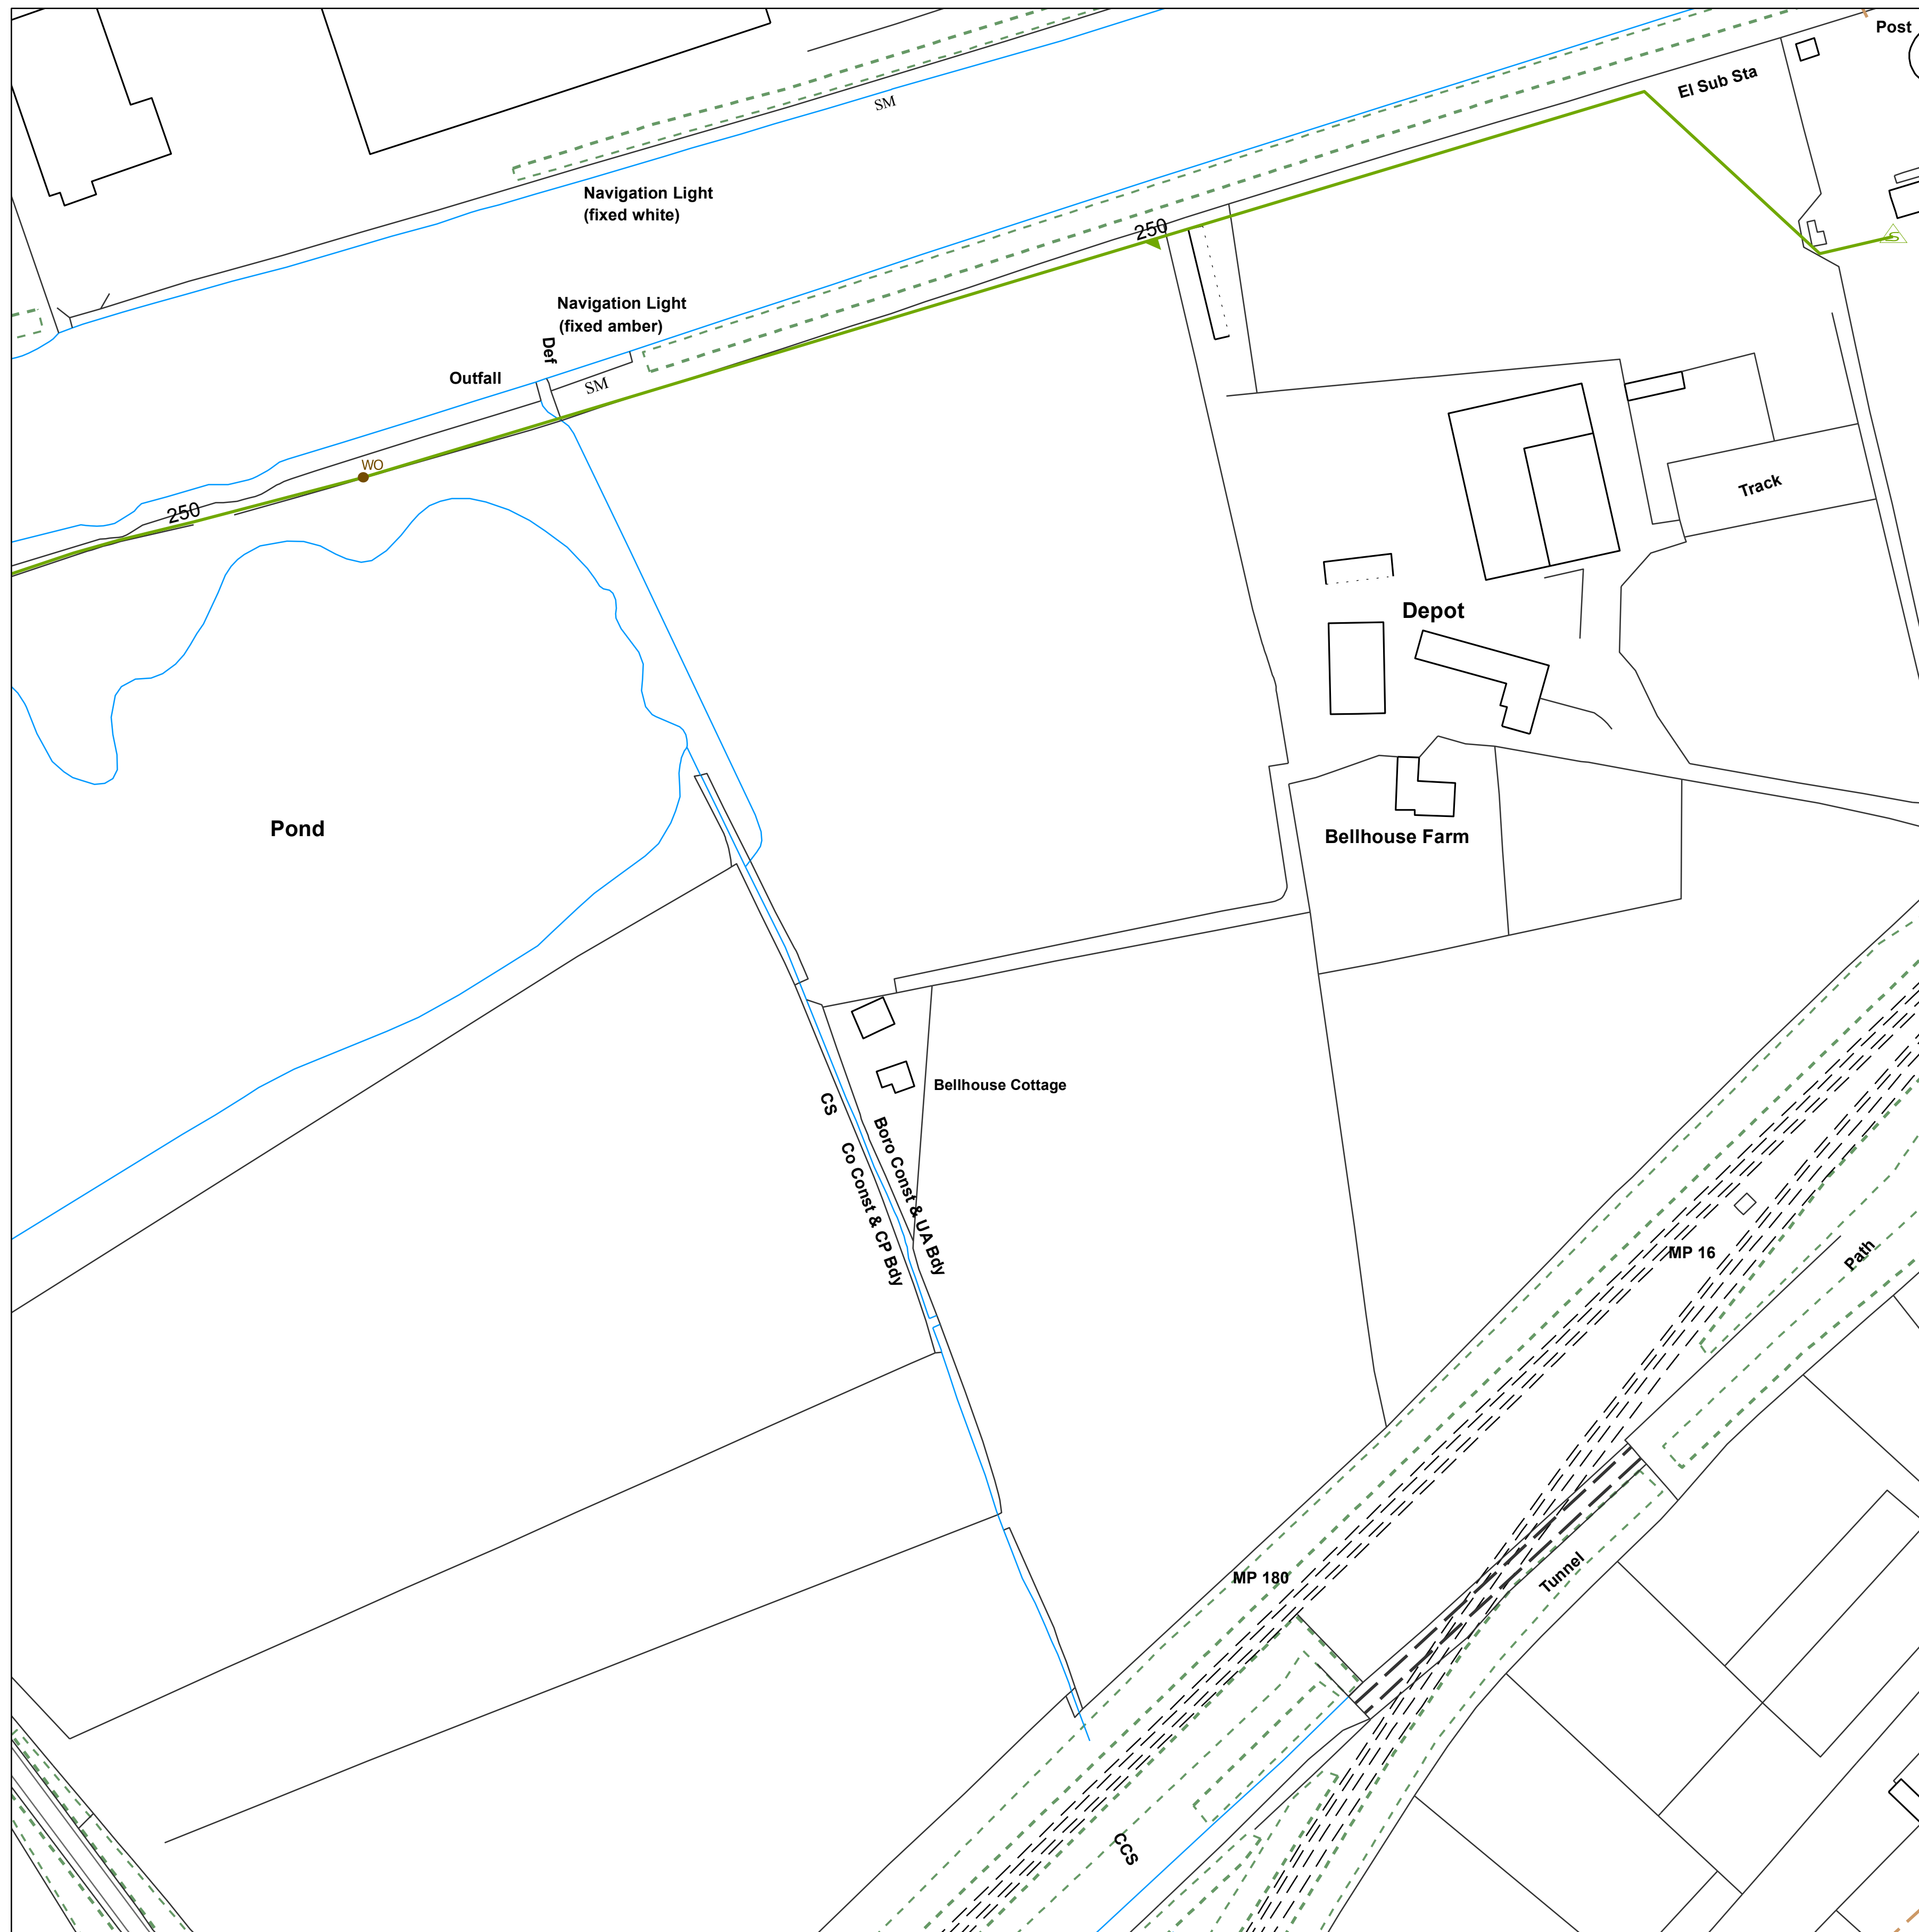 Post
El Sub Sta
SM
Navigation Light
(fixed white)
250
S
Navigation Light
(fixed amber)
Def
Outfall
SM
WO
250
Track
Depot
Pond
Bellhouse Farm
Bellhouse Cottage
CS
Boro Const & UA Bdy
Co Const & CP Bdy
MP 16
Path
MP 180
Tunnel
CCS